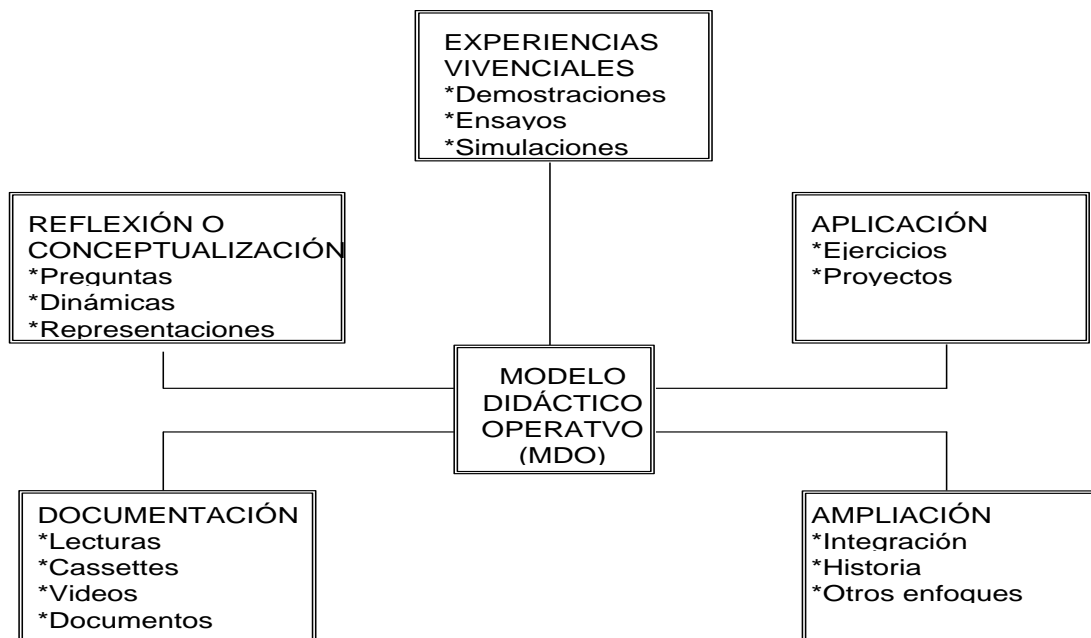 EXPERIENCIAS
VIVENCIALES
*Demostraciones
*Ensayos
*Simulaciones
REFLEXIÓN O
CONCEPTUALIZACIÓN
*Preguntas
*Dinámicas
*Representaciones
APLICACIÓN
*Ejercicios
*Proyectos
MODELO
DIDÁCTICO
OPERATVO
(MDO)
DOCUMENTACIÓN
*Lecturas
*Cassettes
*Videos
*Documentos
AMPLIACIÓN
*Integración
*Historia
*Otros enfoques